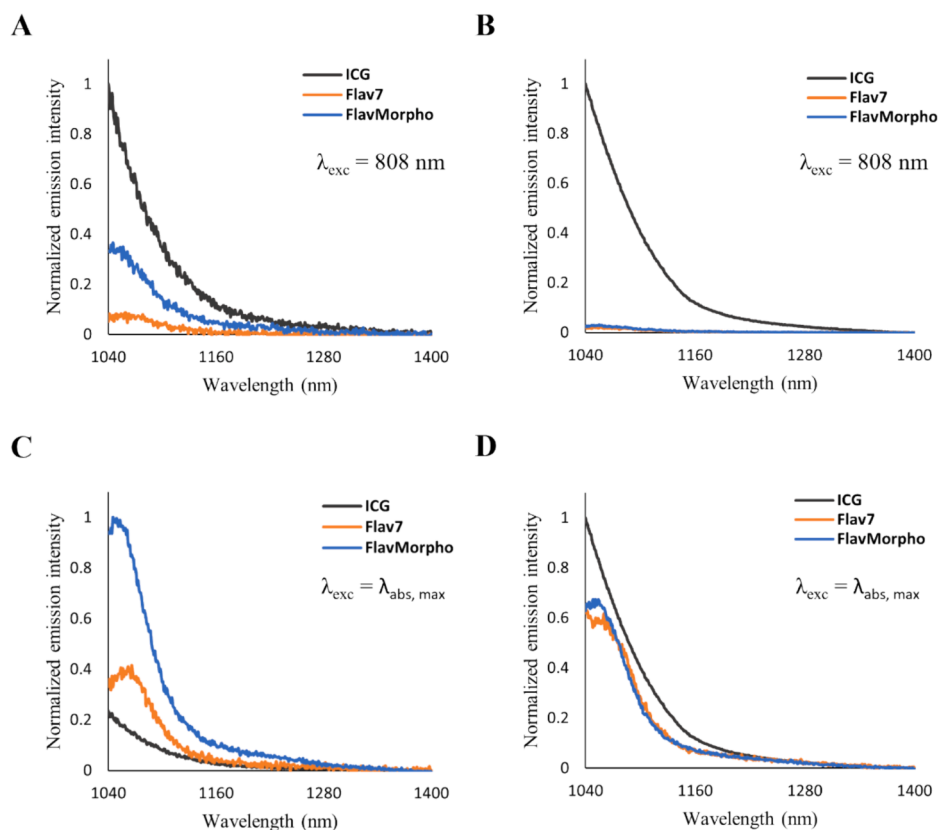 A
Normalized emission intensity
1
0.8
0.6
0.4
0.2
0
1040 1160 1280 1400
Wavelength (nm)
ICG
Flav7
FlavMorpho
λexc = 808 nm
B
Normalized emission intensity
1
0.8
0.6
0.4
0.2
0
1040 1160 1280 1400
Wavelength (nm)
ICG
Flav7
FlavMorpho
λexc = 808 nm
C
Normalized emission intensity
1
0.8
0.6
0.4
0.2
0
1040 1160 1280 1400
Wavelength (nm)
ICG
Flav7
FlavMorpho
λexc = λabs, max
D
Normalized emission intensity
1
0.8
0.6
0.4
0.2
0
1040 1160 1280 1400
Wavelength (nm)
ICG
Flav7
FlavMorpho
λexc = λabs, max